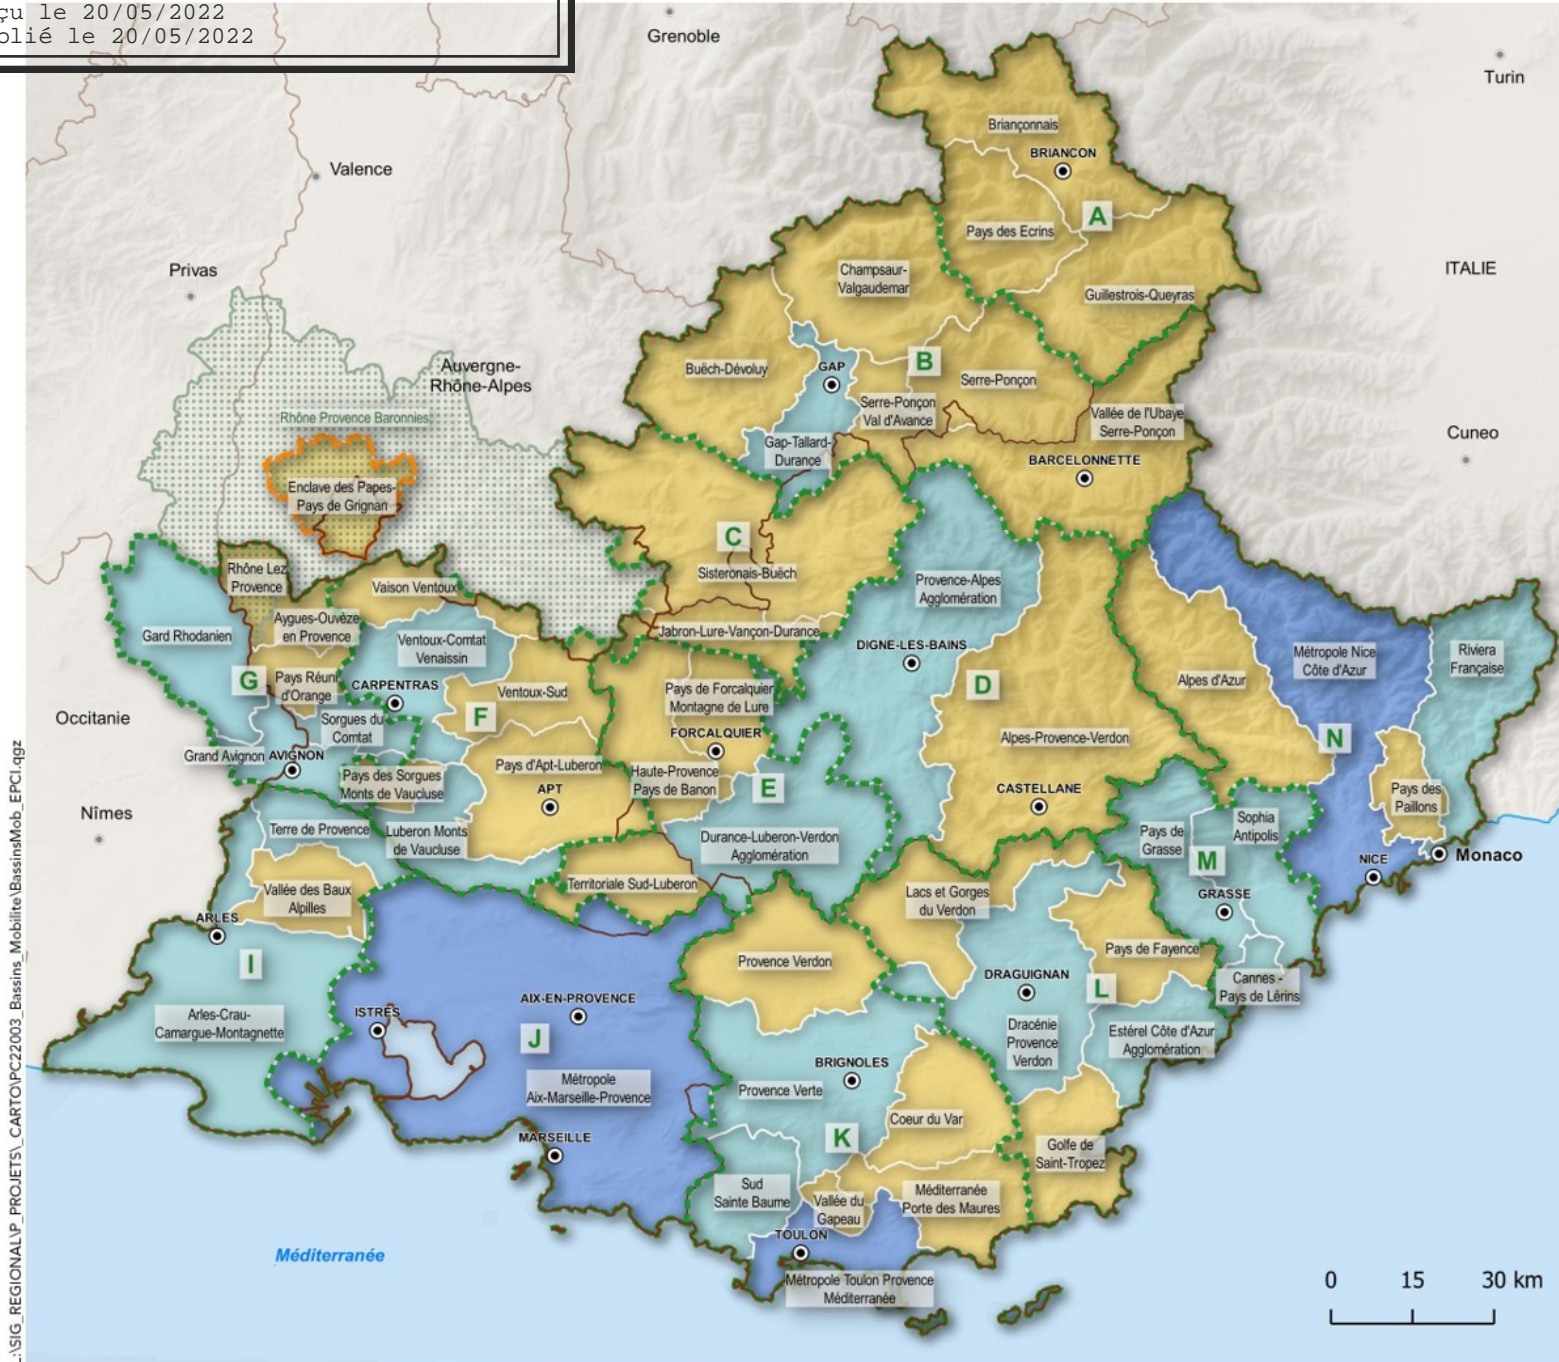 çu le 20/05/2022
olié le 20/05/2022
Grenoble
Turin
Valence
Briançonnais
BRIANCON
A
Pays des Ecrins
Privas
Champsaur-
Valgaudemar
ITALIE
Guillestrois-Queyras
Auvergne-
Rhône-Alpes
Buëch-Dévoluy
GAP
B
Serre-Ponçon
Serre-Ponçon
Val d'Avance
Vallée de l'Ubaye
Serre-Ponçon
Rhône Provence Baronnies
Gap-Tallard-
Durance
Cuneo
BARCELONNETTE
Enclave des Papes-
Pays de Grignan
C
Sisteronais-Buëch
Rhône Lez
Provence
Vaison Ventoux
Provence-Alpes
Agglomération
Gard Rhodanien
Aygues-Ouvèze
en Provence
Ventoux-Comtat
Venaissin
Jabron-Lure-Vançon-Durance
DIGNE-LES-BAINS
Métropole Nice
Côte d'Azur
Riviera
Française
G
Pays Réuni
d'Orange
CARPENTRAS
Ventoux-Sud
Pays de Forcalquier
Montagne de Lure
D
Alpes d'Azur
Occitanie
Sorgues du
Comtat
F
FORCALQUIER
Alpes-Provence-Verdon
N
Grand Avignon
AVIGNON
Pays des Sorgues
Monts de Vaucluse
Pays d'Apt-Luberon
APT
Haute-Provence
Pays de Banon
E
CASTELLANE
Pays des
Paillons
Nîmes
Terre de Provence
Luberon Monts
de Vaucluse
Durance-Luberon-Verdon
Agglomération
Pays de
Grasse
Sophia
Antipolis
M
NICE
Monaco
Vallée des Baux
Alpilles
Territoriale Sud-Luberon
Lacs et Gorges
du Verdon
GRASSE
ARLES
I
Provence Verdon
Pays de Fayence
DRAGUIGNAN
L
Cannes -
Pays de Lérins
Arles-Crau-
Camargue-Montagnette
ISTRES
AIX-EN-PROVENCE
J
Dracénie
Provence
Verdon
Estérel Côte d'Azur
Agglomération
BRIGNOLES
Métropole
Aix-Marseille-Provence
Provence Verte
Coeur du Var
MARSEILLE
K
Golfe de
Saint-Tropez
Sud
Sainte Baume
Vallée du
Gapeau
Méditerranée
Porte des Maures
TOULON
Méditerranée
Métropole Toulon Provence
Méditerranée
0 15 30 km
:\SIG_REGIONAL\P_PROJETS\_CARTO\PC22003_Bassins_Mobilite\BassinsMob_EPCI.qgz